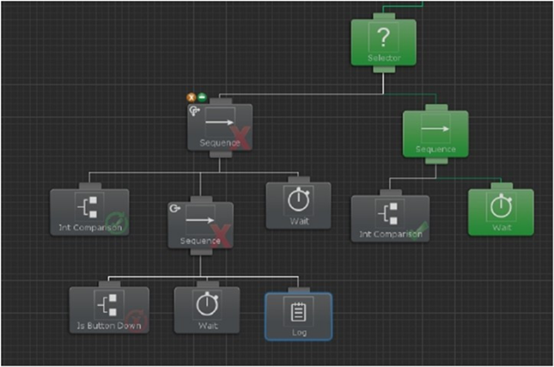 ?
Selector
Sequence
Sequence
Int Comparison
Sequence
Wait
Int Comparison
Wait
Is Button Down
Wait
Log